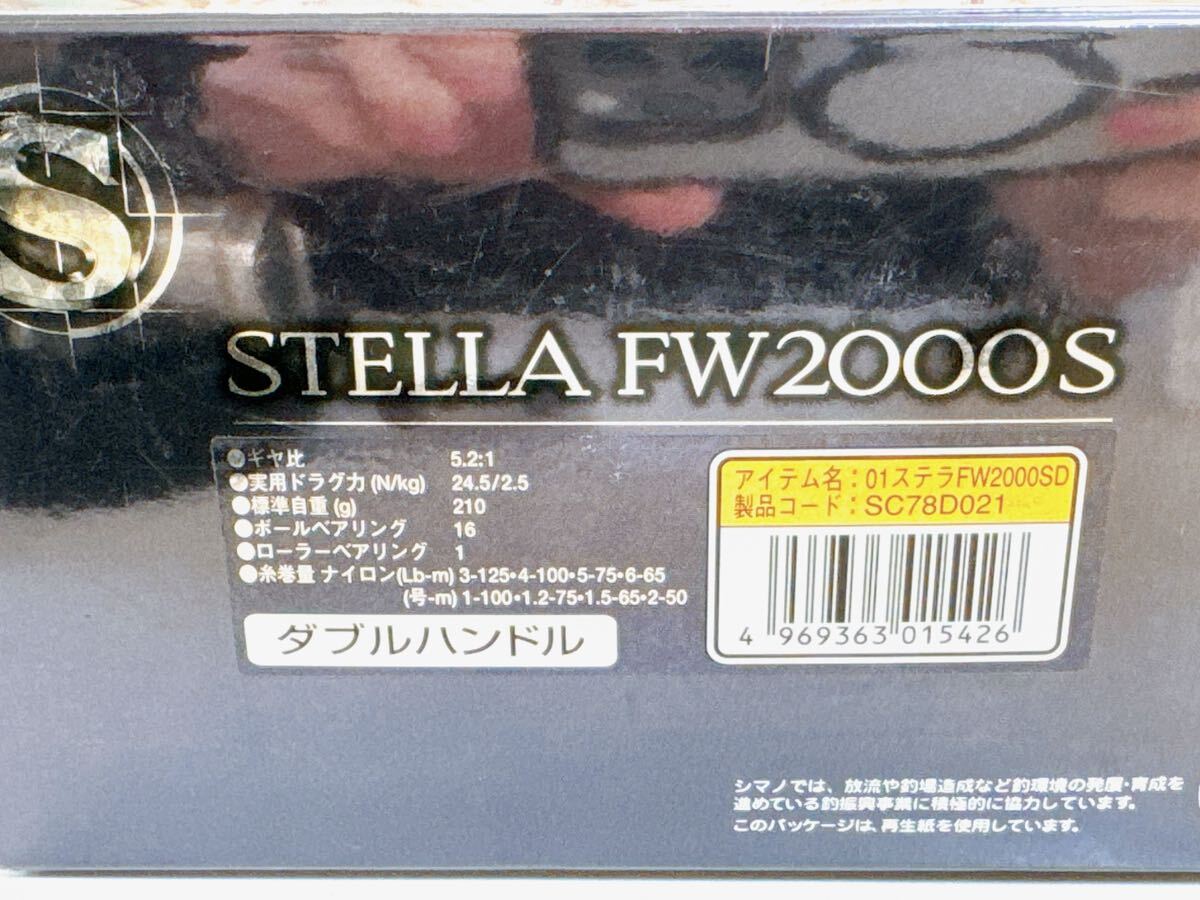 S
STELLA FW2000S
●ギヤ比 5.2:1
●実用ドラグ力(N/kg) 24.5/2.5
●標準自重(g) 210
●ボールベアリング 16
●ローラーベアリング 1
●糸巻量 ナイロン(Lb-m) 3-125•4-100•5-75•6-65
(号-m) 1-100•1.2-75•1.5-65•2-50
ダブルハンドル
アイテム名：01ステラFW2000SD
製品コード：SC78D021
4 969363 015426
シマノでは、放流や釣場造成など釣環境の発展・育成を
進めている釣振興事業に積極的に協力しています。
このパッケージは、再生紙を使用しています。